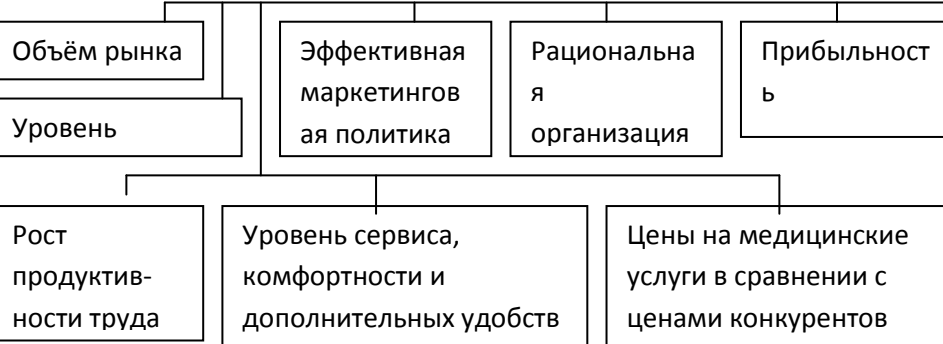 Объём рынка
Эффективная
маркетингов
ая политика
Рациональна
я
организация
Прибыльност
ь
Уровень
Рост
продуктив-
ности труда
Уровень сервиса,
комфортности и
дополнительных удобств
Цены на медицинские
услуги в сравнении с
ценами конкурентов